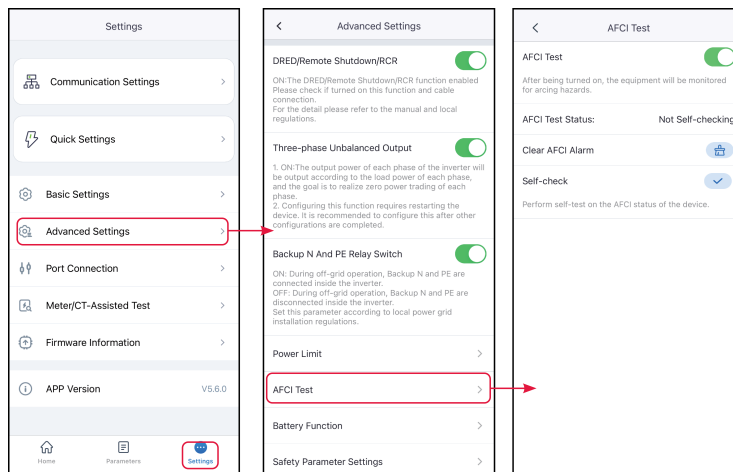 Settings
Communication Settings
Quick Settings
Basic Settings
Advanced Settings
Port Connection
Meter/CT-Assisted Test
Firmware Information
APP Version V5.6.0
Home Parameters Settings
Advanced Settings
DRED/Remote Shutdown/RCR
ON:The DRED/Remote Shutdown/RCR function enabled
Please check if turned on this function and cable
connection.
For the detail please refer to the manual and local
regulations.
Three-phase Unbalanced Output
1. ON:The output power of each phase of the inverter will
be output according to the load power of each phase,
and the goal is to realize zero power trading of each
phase.
2. Configuring this function requires restarting the
device. It is recommended to configure this after other
configurations are completed.
Backup N And PE Relay Switch
ON: During off-grid operation, Backup N and PE are
connected inside the inverter.
OFF: During off-grid operation, Backup N and PE are
disconnected inside the inverter.
Set this parameter according to local power grid
installation regulations.
Power Limit
AFCI Test
Battery Function
Safety Parameter Settings
AFCI Test
AFCI Test
After being turned on, the equipment will be monitored
for arcing hazards.
AFCI Test Status: Not Self-checking
Clear AFCI Alarm
Self-check
Perform self-test on the AFCI status of the device.